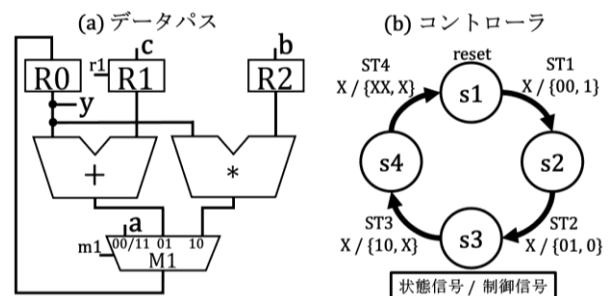 (a) データパス
c
b
R0
r1
R1
R2
y
+
*
a
m1
00/11 01 10
M1
(b) コントローラ
reset
ST4
X / {XX, X}
s1
ST1
X / {00, 1}
s4
s2
ST3
X / {10, X}
s3
ST2
X / {01, 0}
状態信号 / 制御信号